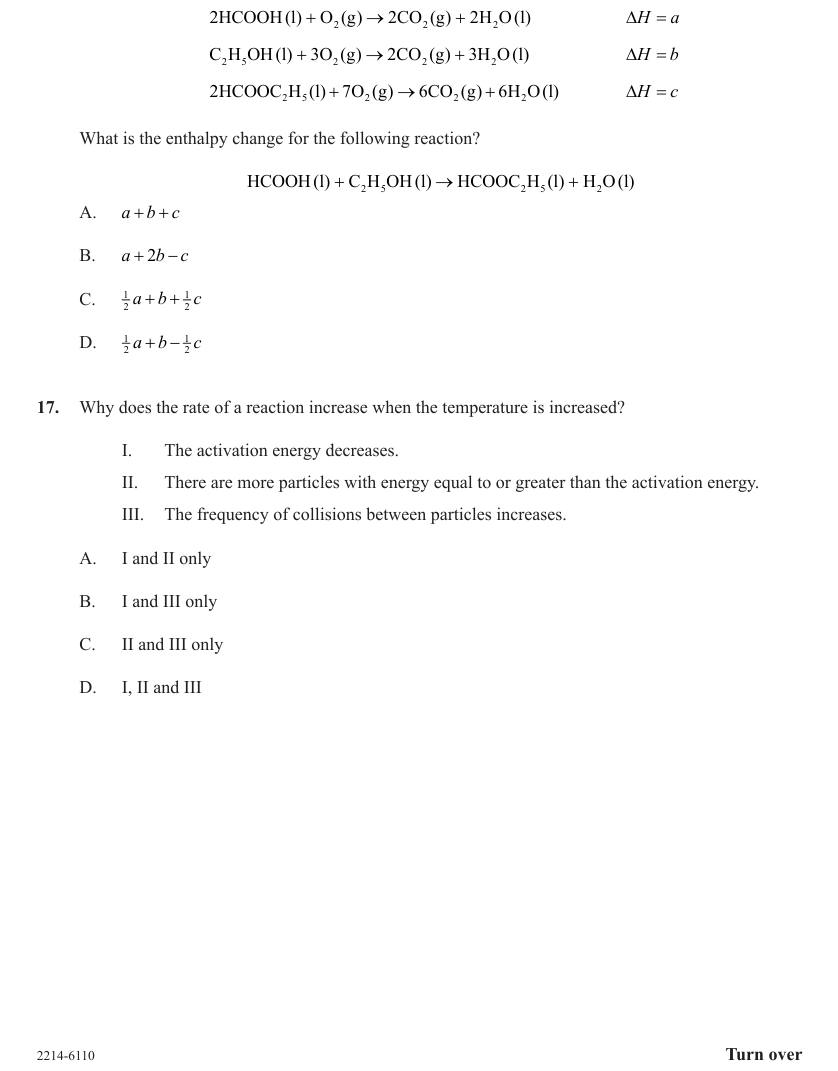 2HCOOH (l) + O₂ (g) → 2CO₂ (g) + 2H₂O (l) ΔH = a
C₂H₅OH (l) + 3O₂ (g) → 2CO₂ (g) + 3H₂O (l) ΔH = b
2HCOOC₂H₅ (l) + 7O₂ (g) → 6CO₂ (g) + 6H₂O (l) ΔH = c
What is the enthalpy change for the following reaction?
HCOOH (l) + C₂H₅OH (l) → HCOOC₂H₅ (l) + H₂O (l)
A. a + b + c
B. a + 2b − c
C. ½ a + b + ½ c
D. ½ a + b − ½ c
17. Why does the rate of a reaction increase when the temperature is increased?
I. The activation energy decreases.
II. There are more particles with energy equal to or greater than the activation energy.
III. The frequency of collisions between particles increases.
A. I and II only
B. I and III only
C. II and III only
D. I, II and III
2214-6110 Turn over